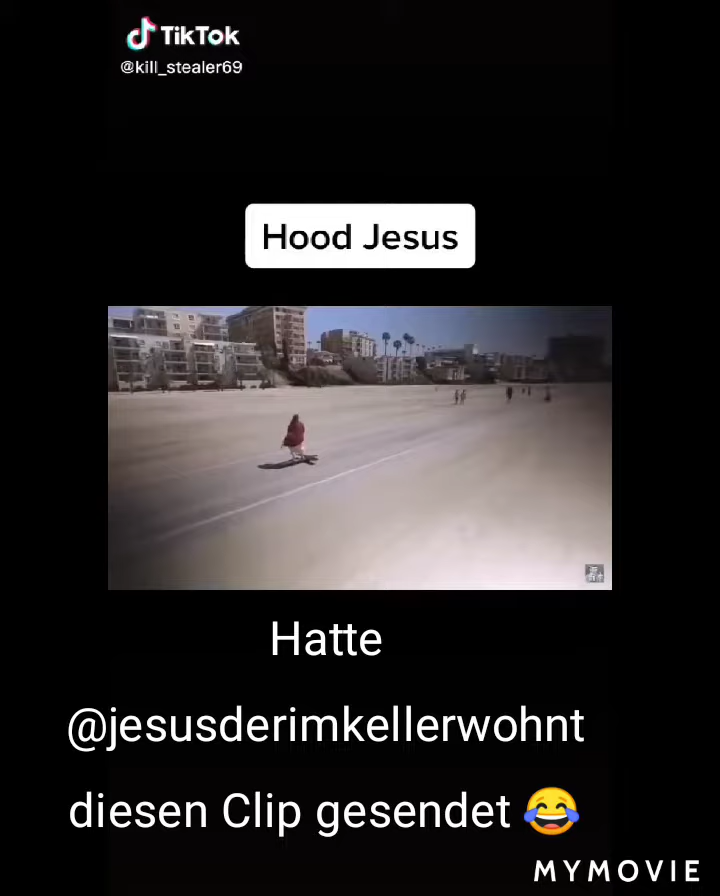 TikTok
@kill_stealer69
Hood Jesus
Hatte
@jesusderimkellerwohnt
diesen Clip gesendet 😂
MYMOVIE